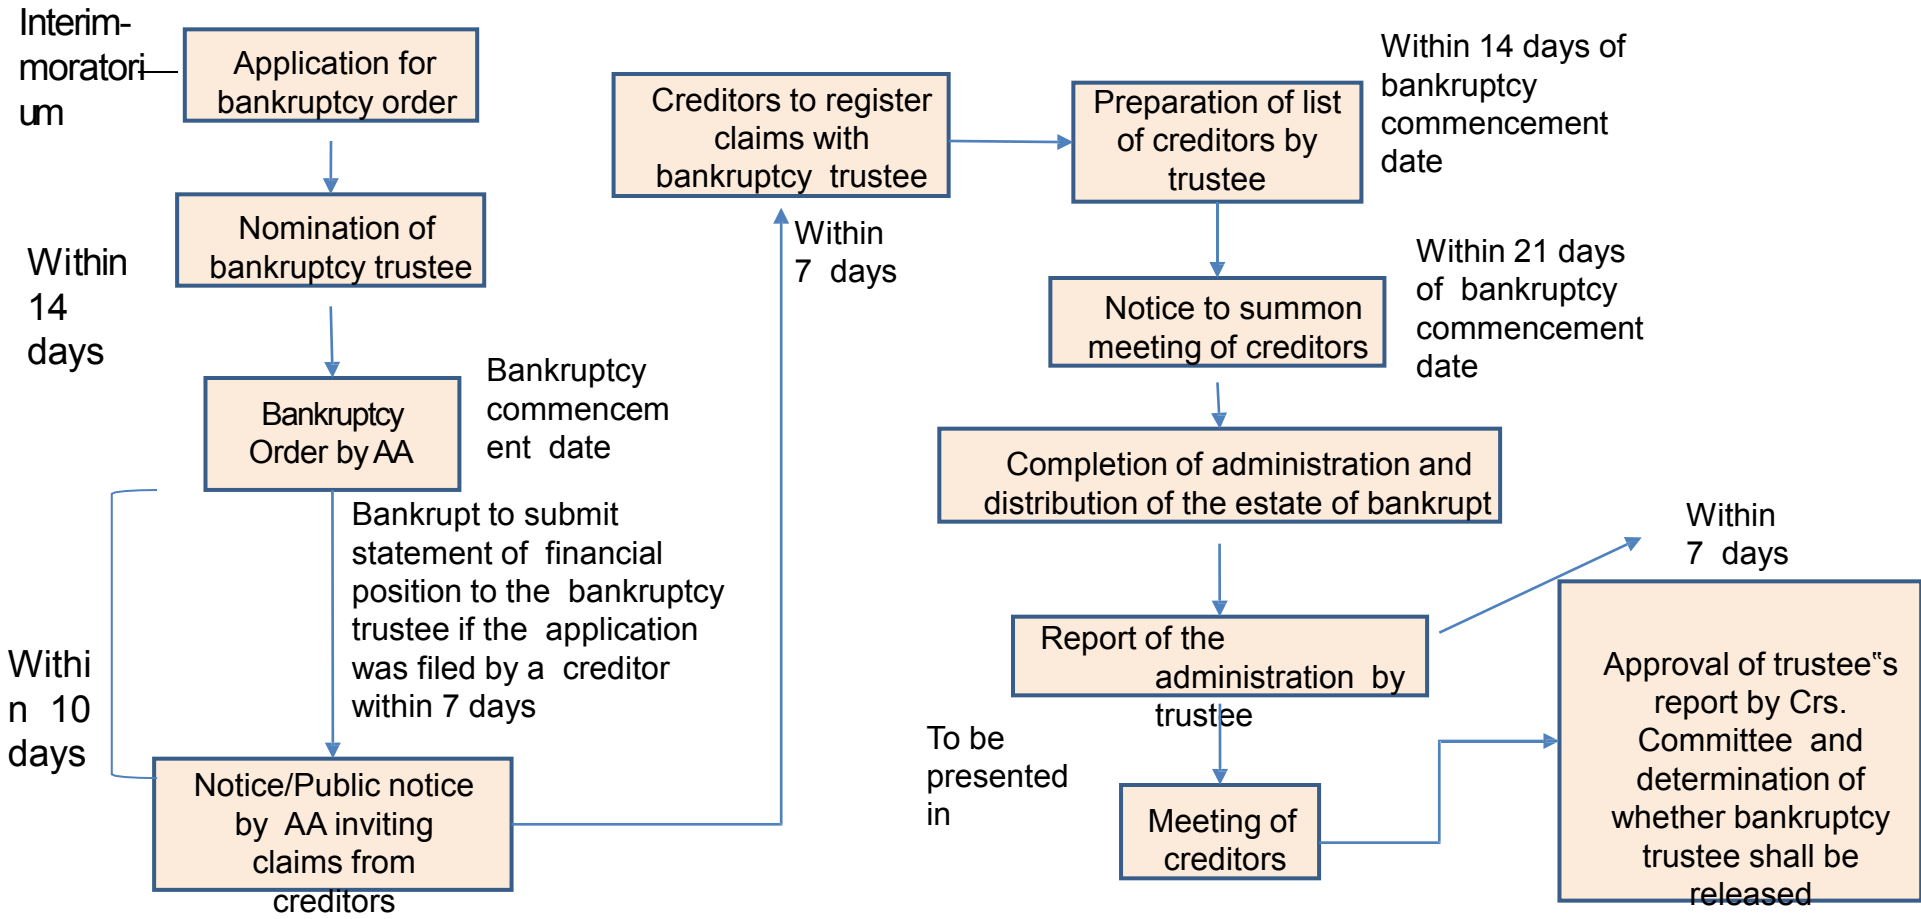 Interim-
moratori
um
Application for
bankruptcy order
Nomination of
bankruptcy trustee
Within
14
days
Bankruptcy
Order by AA
Bankruptcy
commencem
ent date
Bankrupt to submit
statement of financial
position to the bankruptcy
trustee if the application
was filed by a creditor
within 7 days
Withi
n 10
days
Notice/Public notice
by AA inviting
claims from
creditors
Creditors to register
claims with
bankruptcy trustee
Within
7 days
Preparation of list
of creditors by
trustee
Within 14 days of
bankruptcy
commencement
date
Notice to summon
meeting of creditors
Within 21 days
of bankruptcy
commencement
date
Completion of administration and
distribution of the estate of bankrupt
Report of the
administration by
trustee
Within
7 days
To be
presented
in
Meeting of
creditors
Approval of trustee‟s
report by Crs.
Committee and
determination of
whether bankruptcy
trustee shall be
released